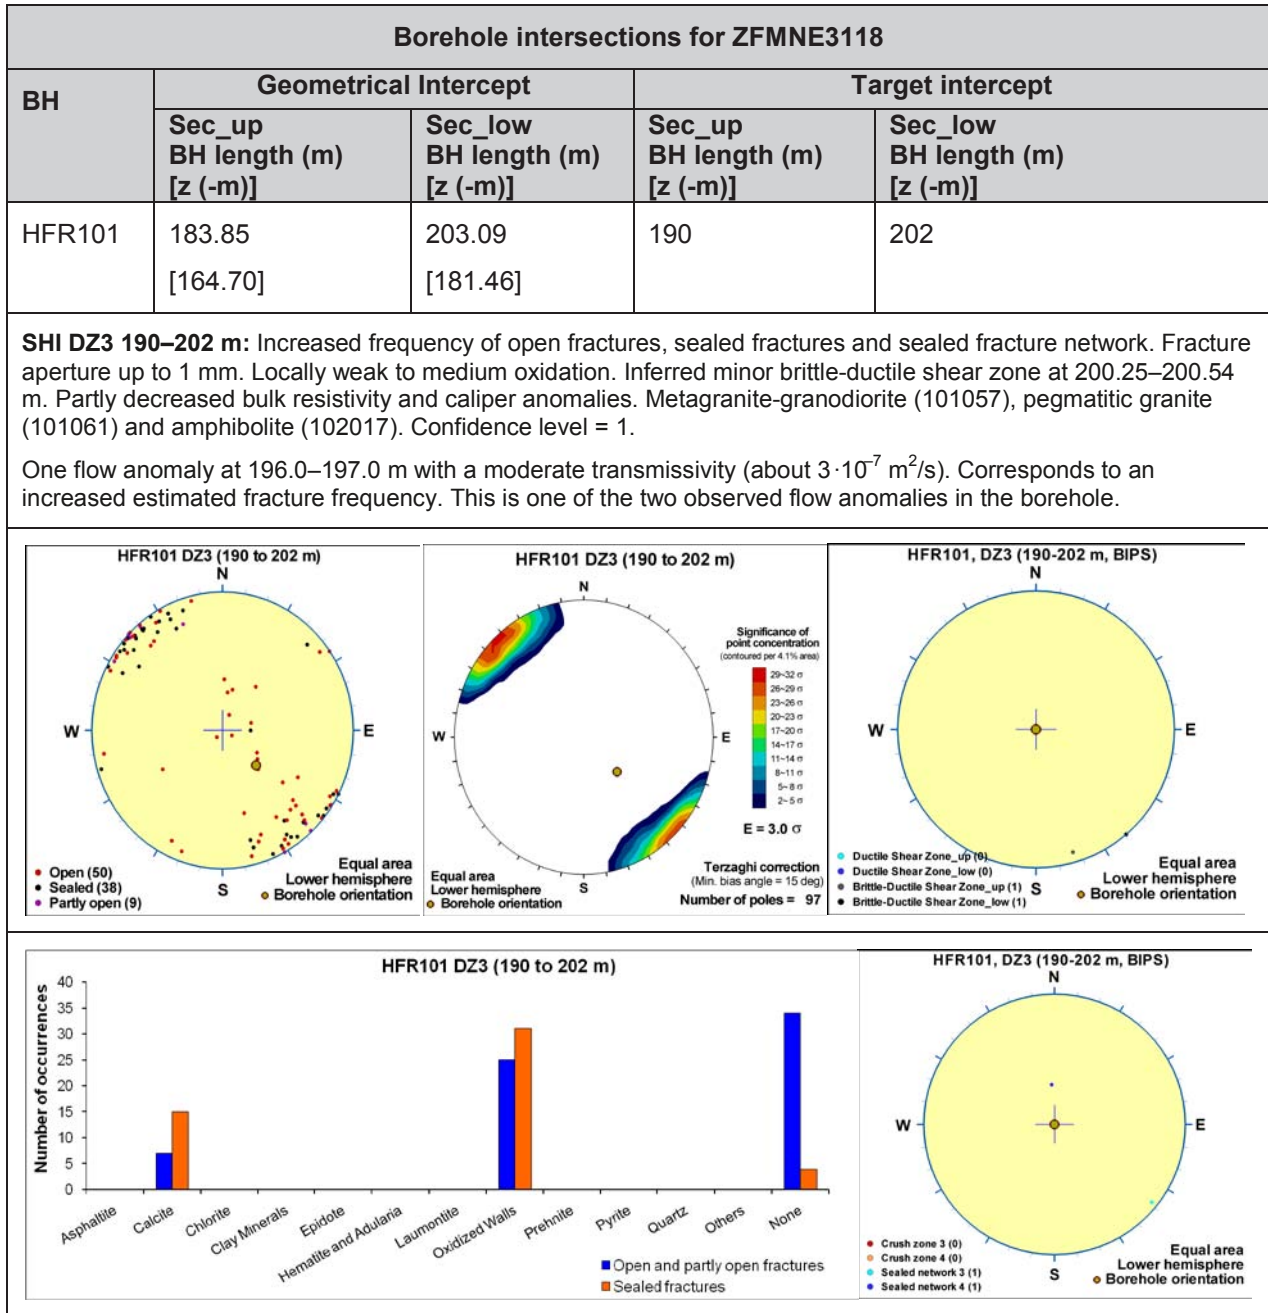 Borehole intersections for ZFMNE3118
BH
Geometrical Intercept
Target intercept
Sec_up
BH length (m)
[z (-m)]
Sec_low
BH length (m)
[z (-m)]
Sec_up
BH length (m)
[z (-m)]
Sec_low
BH length (m)
[z (-m)]
HFR101
183.85
[164.70]
203.09
[181.46]
190
202
SHI DZ3 190–202 m: Increased frequency of open fractures, sealed fractures and sealed fracture network. Fracture
aperture up to 1 mm. Locally weak to medium oxidation. Inferred minor brittle-ductile shear zone at 200.25–200.54
m. Partly decreased bulk resistivity and caliper anomalies. Metagranite-granodiorite (101057), pegmatitic granite
(101061) and amphibolite (102017). Confidence level = 1.
One flow anomaly at 196.0–197.0 m with a moderate transmissivity (about 3·10⁻⁷ m²/s). Corresponds to an
increased estimated fracture frequency. This is one of the two observed flow anomalies in the borehole.
HFR101 DZ3 (190 to 202 m)
N
W
E
S
Open (50)
Sealed (38)
Partly open (9)
Equal area
Lower hemisphere
Borehole orientation
HFR101 DZ3 (190 to 202 m)
N
W
E
S
Significance of
point concentration
(contoured per 4.1% area)
29~32 σ
26~29 σ
23~26 σ
20~23 σ
17~20 σ
14~17 σ
11~14 σ
8~11 σ
5~8 σ
2~5 σ
E = 3.0 σ
Equal area
Lower hemisphere
Borehole orientation
Terzaghi correction
(Min. bias angle = 15 deg)
Number of poles = 97
HFR101, DZ3 (190-202 m, BIPS)
N
W
E
S
Ductile Shear Zone_up (0)
Ductile Shear Zone_low (0)
Brittle-Ductile Shear Zone_up (1)
Brittle-Ductile Shear Zone_low (1)
Equal area
Lower hemisphere
Borehole orientation
HFR101 DZ3 (190 to 202 m)
Number of occurrences
40
35
30
25
20
15
10
5
0
Asphaltite
Calcite
Chlorite
Clay Minerals
Epidote
Hematite and Adularia
Laumontite
Oxidized Walls
Prehnite
Pyrite
Quartz
Others
None
Open and partly open fractures
Sealed fractures
HFR101, DZ3 (190-202 m, BIPS)
N
W
E
S
Crush zone 3 (0)
Crush zone 4 (0)
Sealed network 3 (1)
Sealed network 4 (1)
Equal area
Lower hemisphere
Borehole orientation